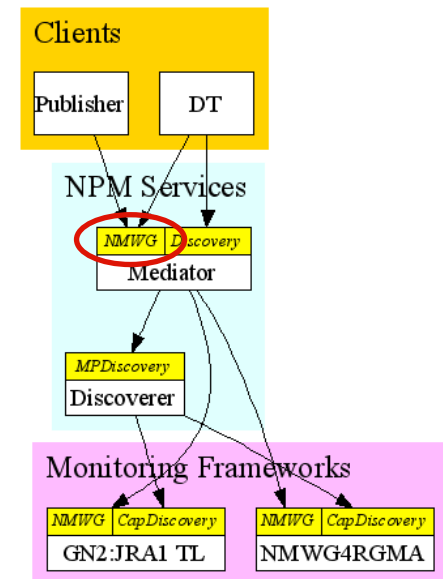 Clients
Publisher DT
NPM Services
NMWG Discovery
Mediator
MPDiscovery
Discoverer
Monitoring Frameworks
NMWG CapDiscovery NMWG CapDiscovery
GN2:JRA1 TL NMWG4RGMA